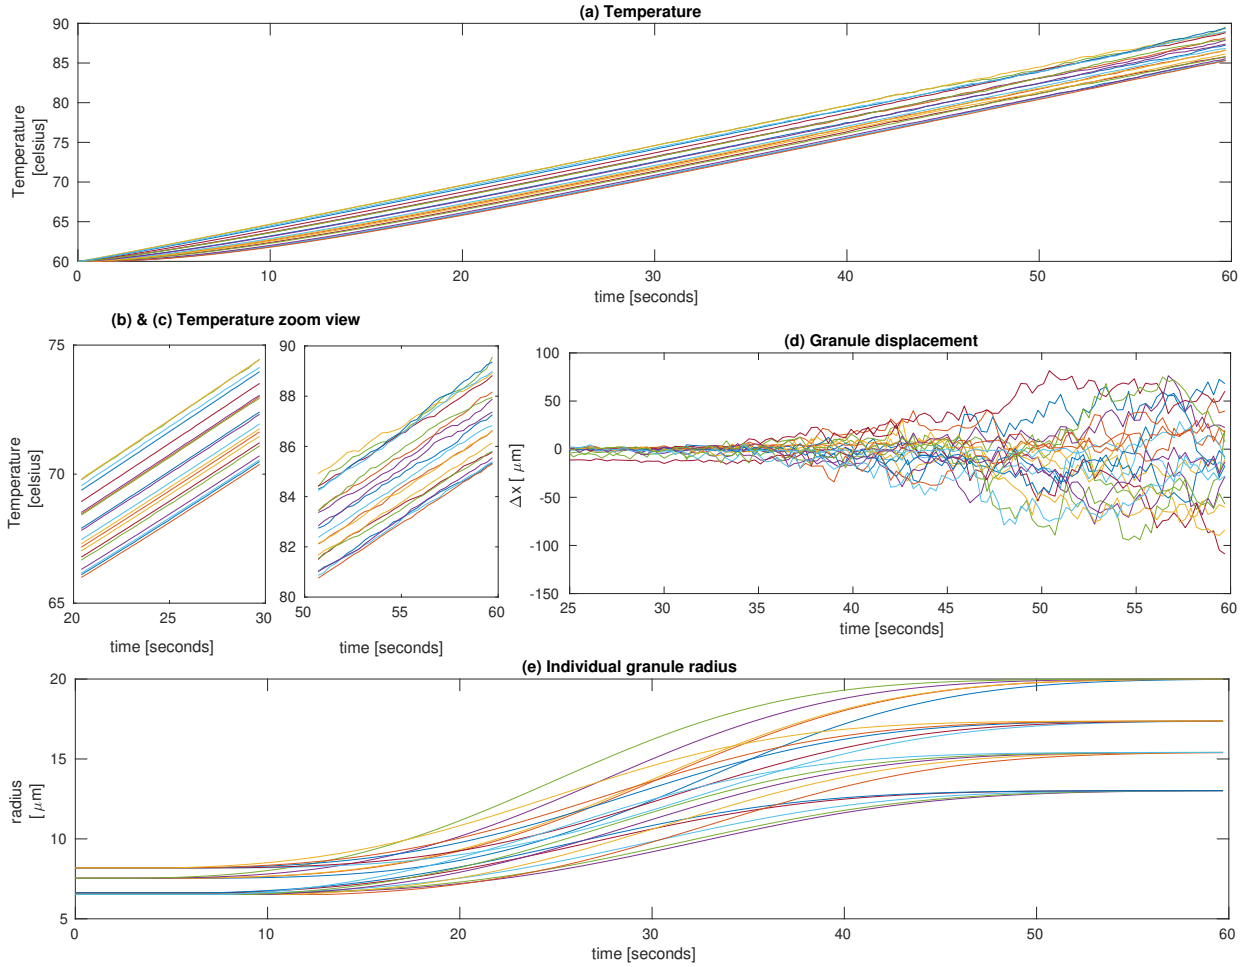 (a) Temperature
90
85
80
75
70
65
60
Temperature
[celsius]
0 10 20 30 40 50 60
time [seconds]
(b) & (c) Temperature zoom view
75
70
65
Temperature
[celsius]
20 25 30
time [seconds]
90
88
86
84
82
80
50 55 60
time [seconds]
(d) Granule displacement
100
50
0
-50
-100
-150
Δx [ μm]
25 30 35 40 45 50 55 60
time [seconds]
(e) Individual granule radius
20
15
10
5
radius
[ μm]
0 10 20 30 40 50 60
time [seconds]